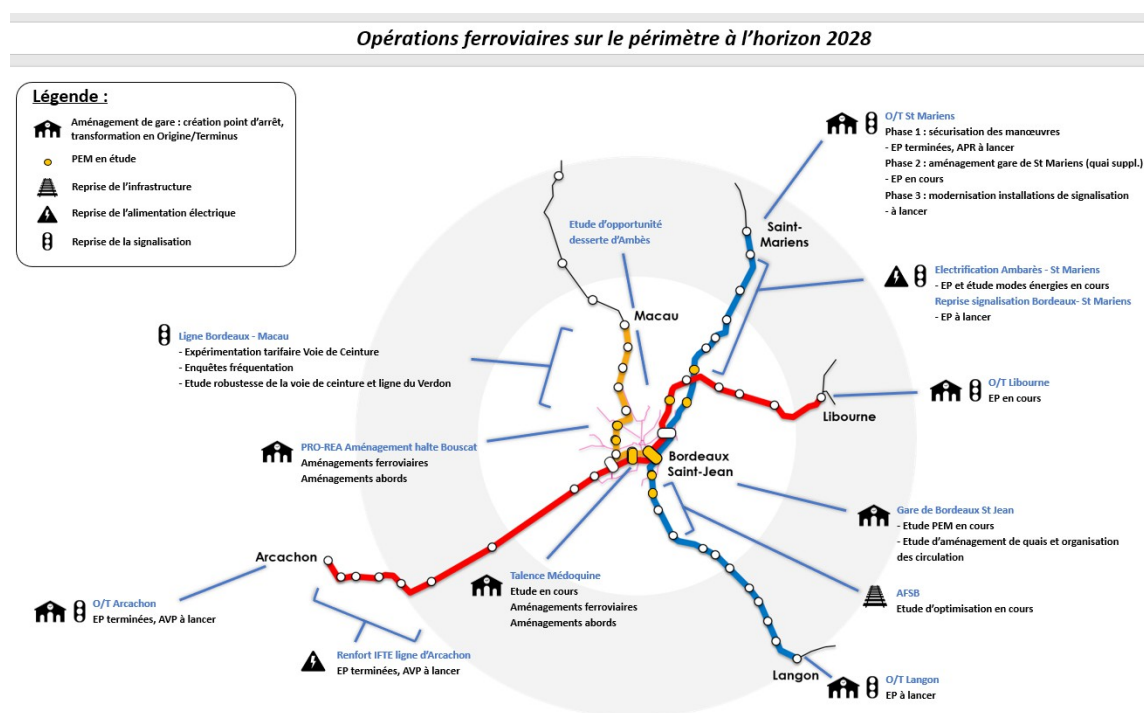 Opérations ferroviaires sur le périmètre à l'horizon 2028
Légende :
Aménagement de gare : création point d'arrêt,
transformation en Origine/Terminus
PEM en étude
Reprise de l'infrastructure
Reprise de l'alimentation électrique
Reprise de la signalisation
O/T St Mariens
Phase 1 : sécurisation des manœuvres
- EP terminées, APR à lancer
Phase 2 : aménagement gare de St Mariens (quai suppl.)
- EP en cours
Phase 3 : modernisation installations de signalisation
- à lancer
Etude d'opportunité
desserte d'Ambès
Saint-
Mariens
Electrification Ambarès - St Mariens
- EP et étude modes énergies en cours
Reprise signalisation Bordeaux- St Mariens
- EP à lancer
Macau
Ligne Bordeaux - Macau
- Expérimentation tarifaire Voie de Ceinture
- Enquêtes fréquentation
- Etude robustesse de la voie de ceinture et ligne du Verdon
O/T Libourne
EP en cours
Libourne
PRO-REA Aménagement halte Bouscat
Aménagements ferroviaires
Aménagements abords
Bordeaux
Saint-Jean
Gare de Bordeaux St Jean
- Etude PEM en cours
- Etude d'aménagement de quais et organisation
des circulation
Arcachon
Talence Médoquine
Etude en cours
Aménagements ferroviaires
Aménagements abords
AFSB
Etude d'optimisation en cours
O/T Arcachon
EP terminées, AVP à lancer
Renfort IFTE ligne d'Arcachon
EP terminées, AVP à lancer
Langon
O/T Langon
EP à lancer